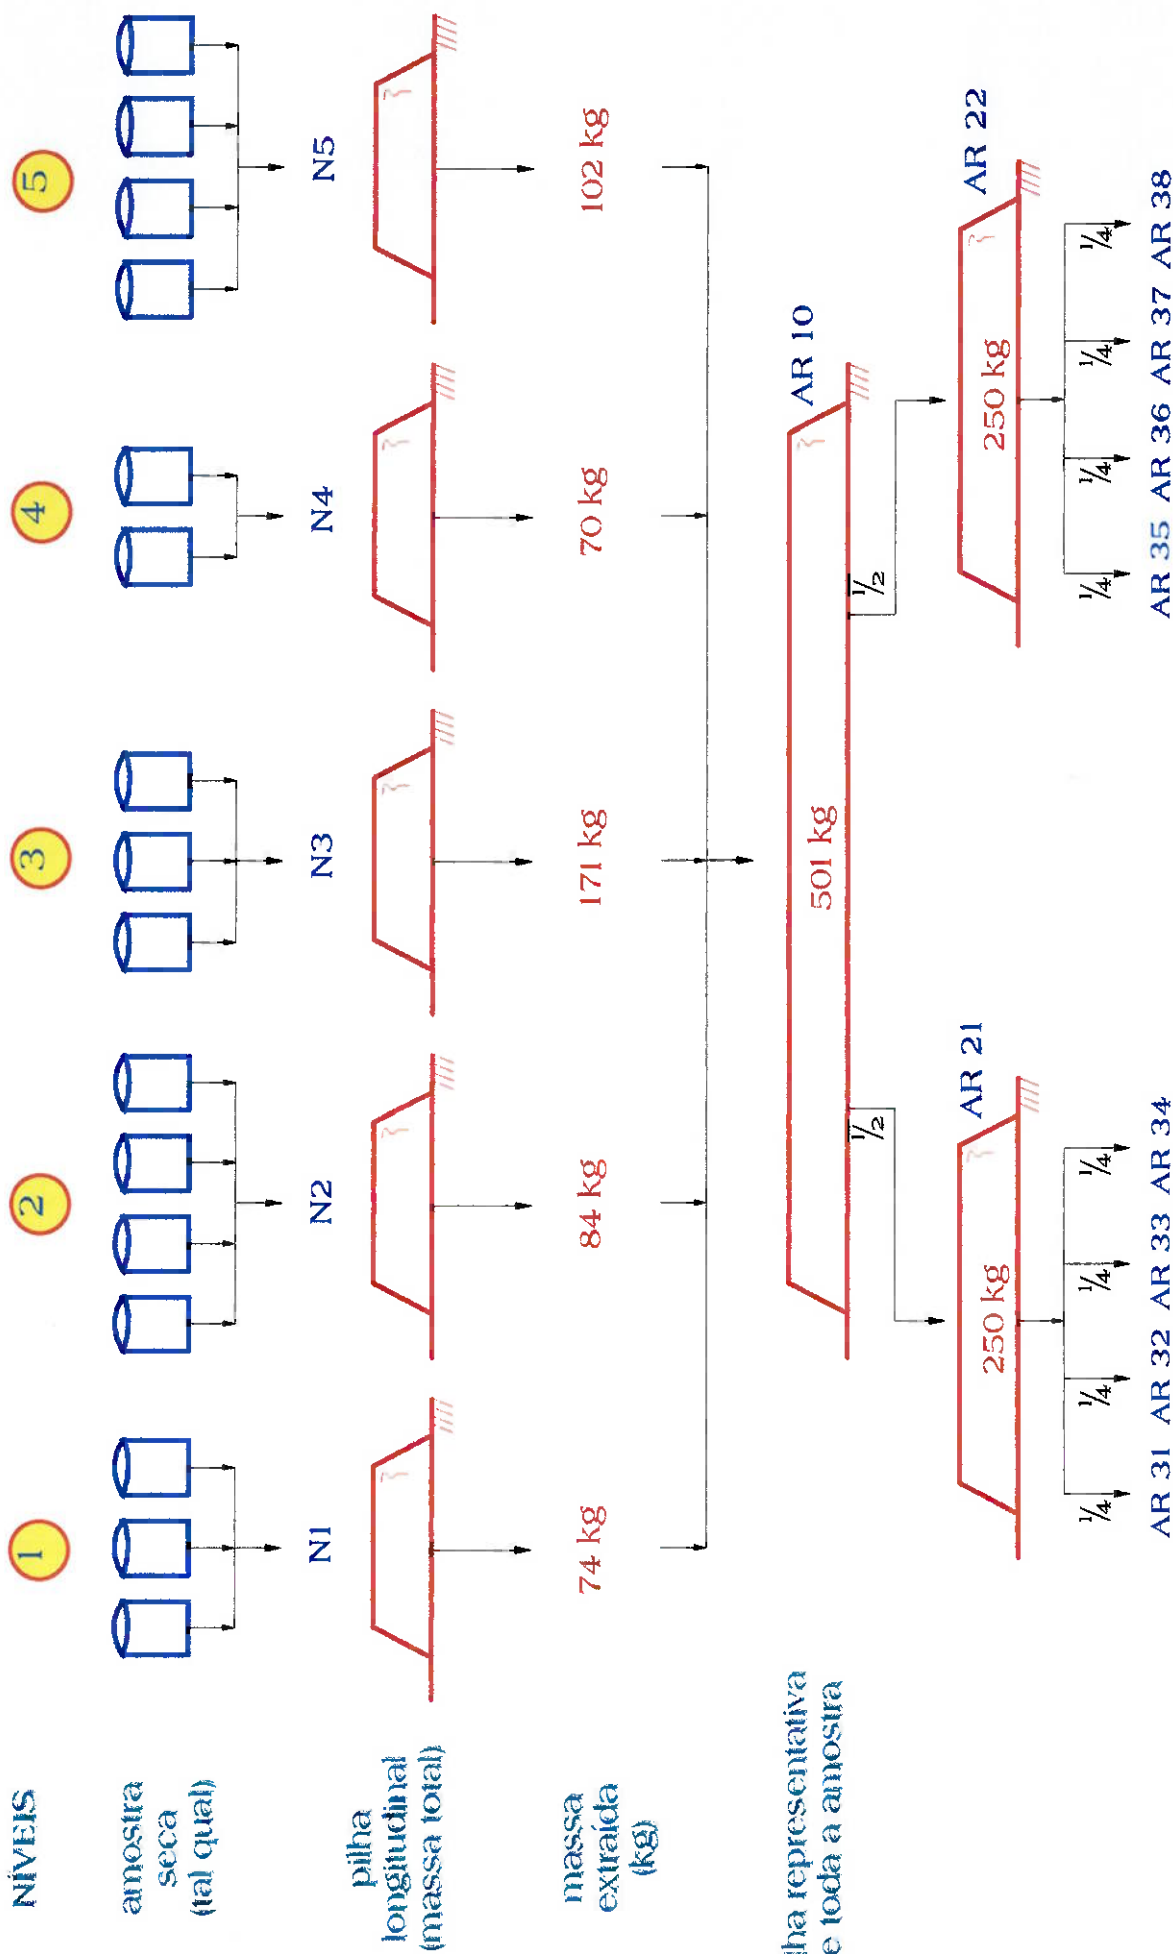 NÍVEIS
1 2 3 4 5
amostra
seca
(tal qual)
N1 N2 N3 N4 N5
pilha
longitudinal
(massa total)
massa
extraída
(kg)
74 kg 84 kg 171 kg 70 kg 102 kg
lha representativa
e toda a amostra
AR 10
501 kg
1/2 1/2
AR 21 AR 22
250 kg 250 kg
1/4 1/4 1/4 1/4 1/4 1/4 1/4 1/4
AR 31 AR 32 AR 33 AR 34 AR 35 AR 36 AR 37 AR 38